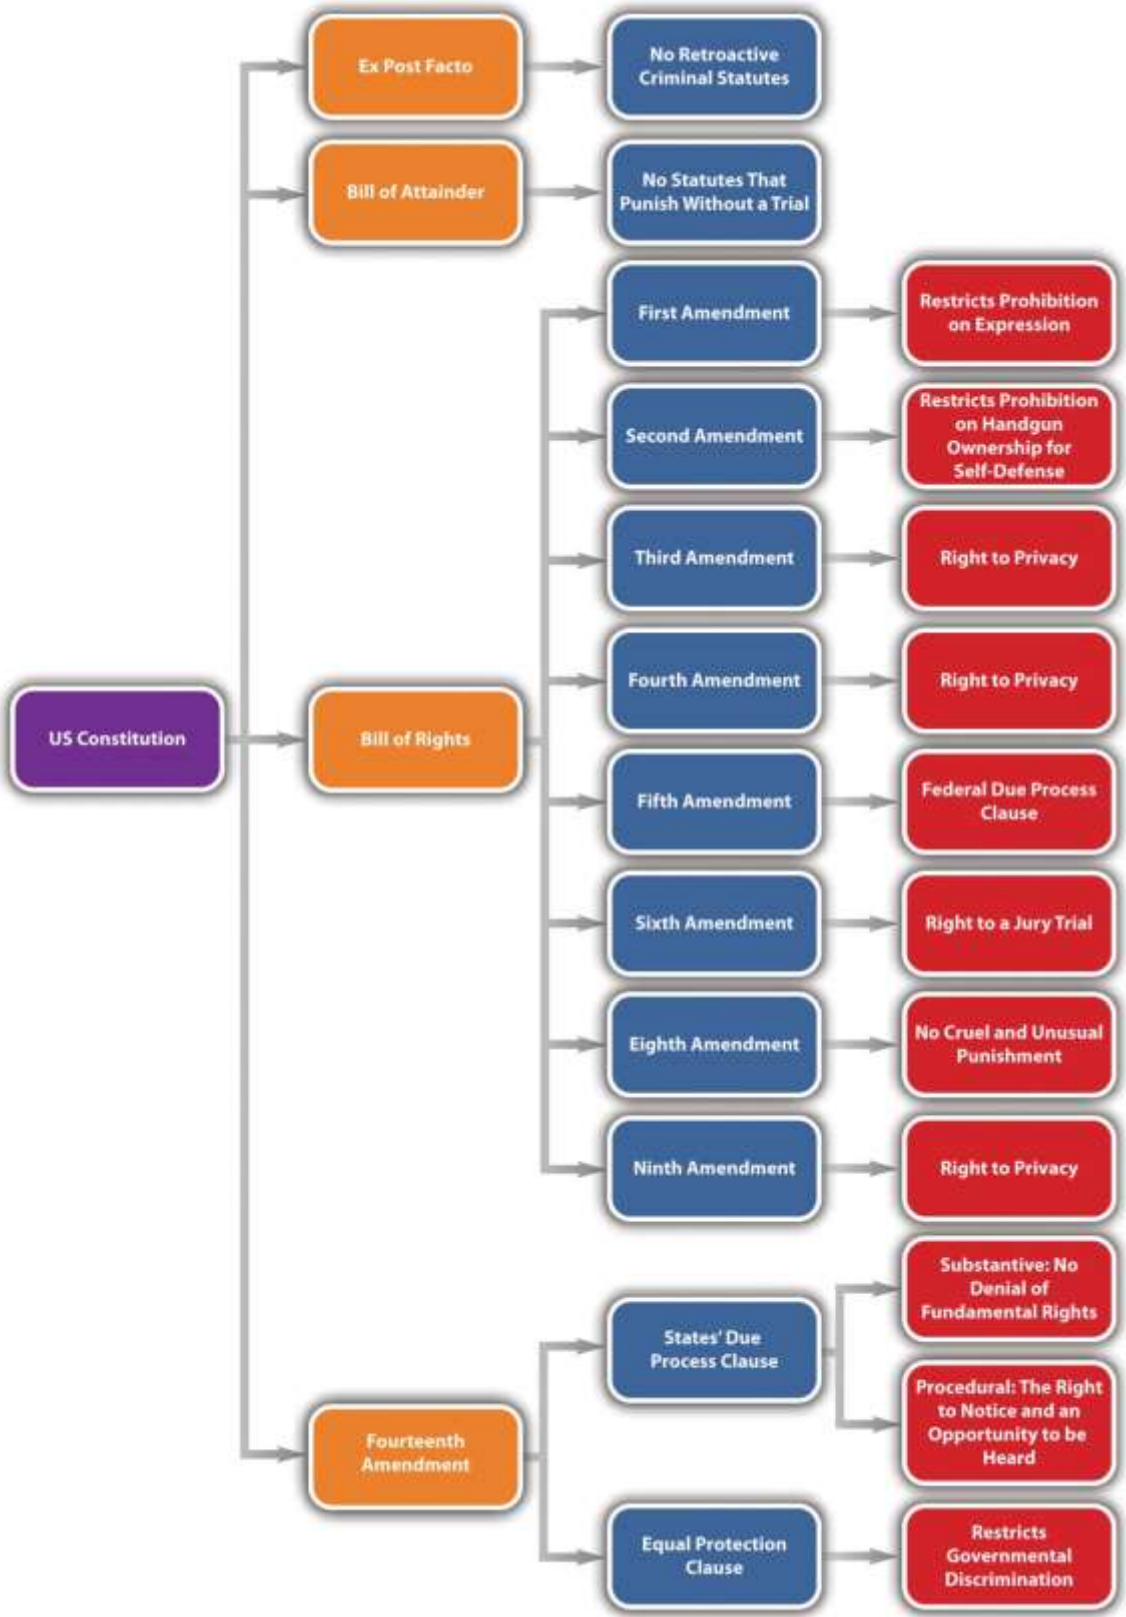 Ex Post Facto
No Retroactive
Criminal Statutes
Bill of Attainder
No Statutes That
Punish Without a Trial
First Amendment
Restricts Prohibition
on Expression
Second Amendment
Restricts Prohibition
on Handgun
Ownership for
Self-Defense
Third Amendment
Right to Privacy
Fourth Amendment
Right to Privacy
US Constitution
Bill of Rights
Fifth Amendment
Federal Due Process
Clause
Sixth Amendment
Right to a Jury Trial
Eighth Amendment
No Cruel and Unusual
Punishment
Ninth Amendment
Right to Privacy
Substantive: No
Denial of
Fundamental Rights
States' Due
Process Clause
Procedural: The Right
to Notice and an
Opportunity to be
Heard
Fourteenth
Amendment
Equal Protection
Clause
Restricts
Governmental
Discrimination